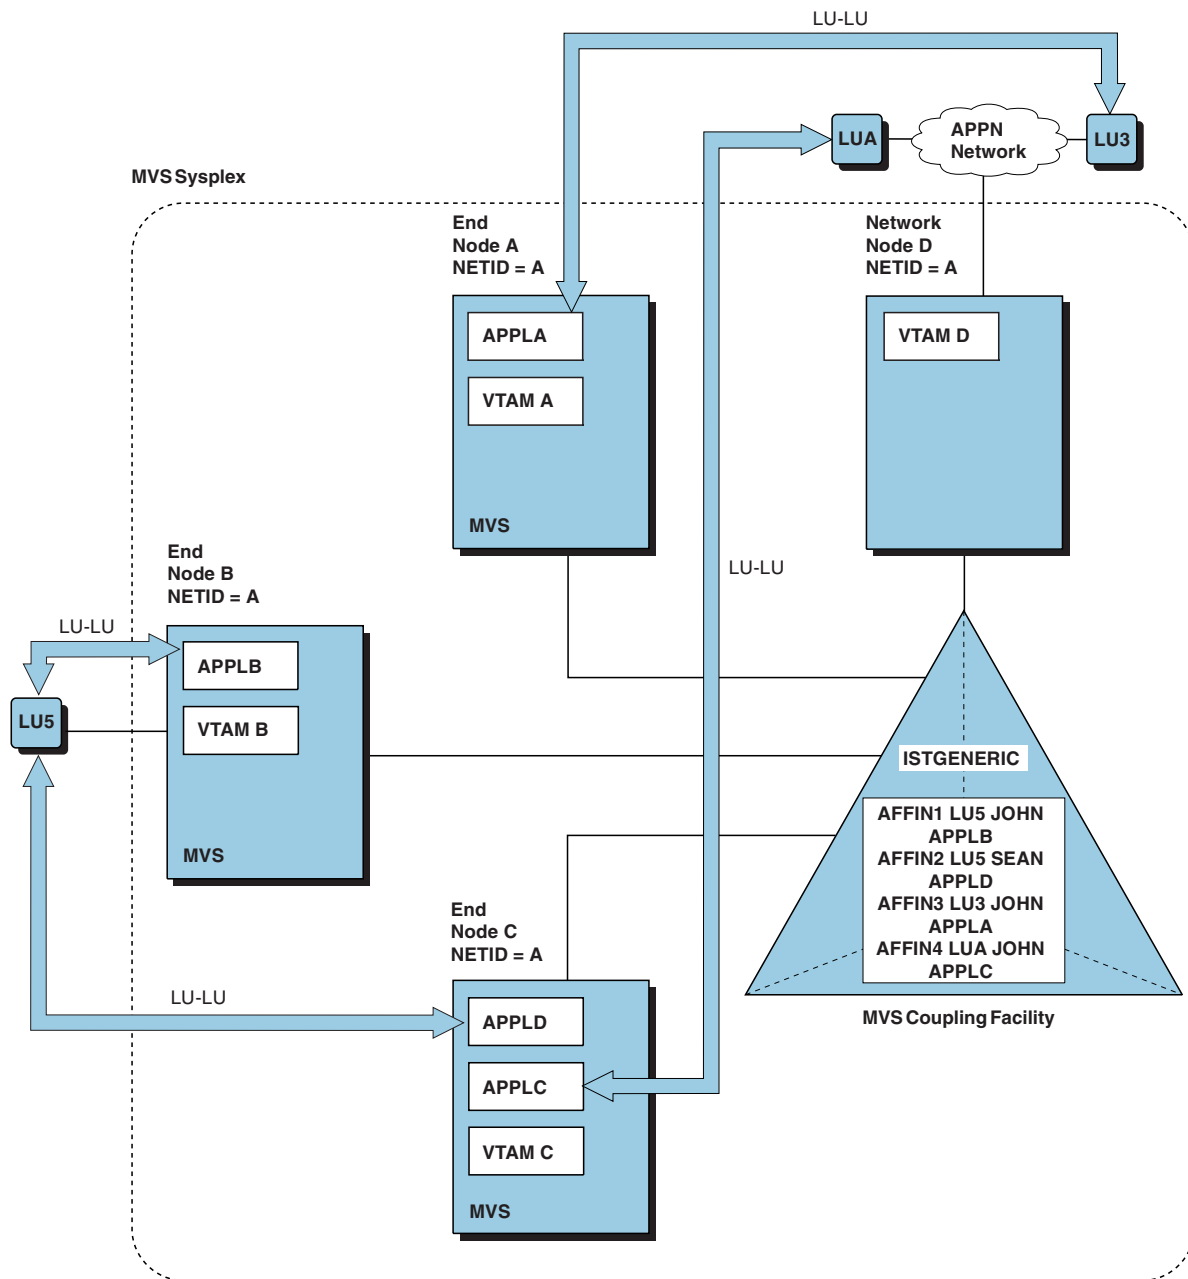 LU-LU
LUA
APPN
Network
LU3
MVS Sysplex
End
Node A
NETID = A
Network
Node D
NETID = A
APPLA
VTAM A
MVS
VTAM D
End
Node B
NETID = A
LU-LU
LU-LU
APPLB
VTAM B
MVS
LU5
ISTGENERIC
AFFIN1 LU5 JOHN
APPLB
AFFIN2 LU5 SEAN
APPLD
AFFIN3 LU3 JOHN
APPLA
AFFIN4 LUA JOHN
APPLC
MVS Coupling Facility
End
Node C
NETID = A
LU-LU
APPLD
APPLC
VTAM C
MVS